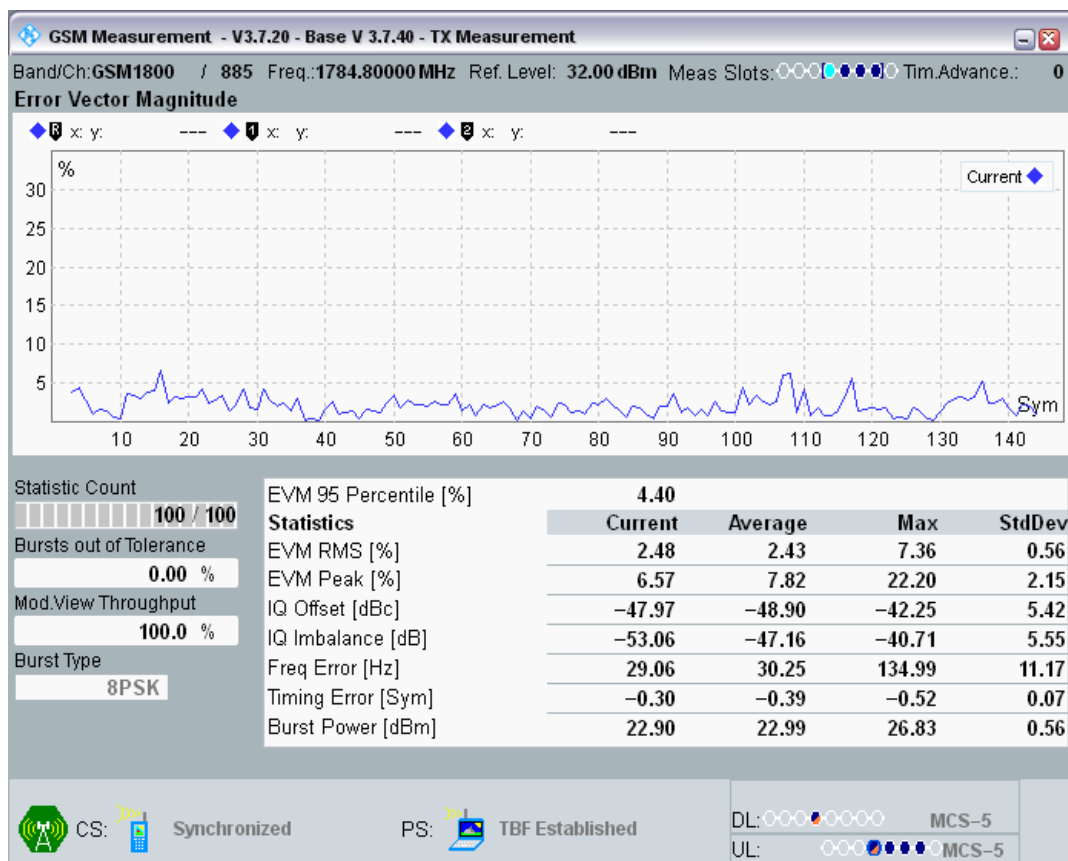 GSM Measurement - V3.7.20 - Base V 3.7.40 - TX Measurement
Band/Ch:GSM1800 / 885 Freq.:1784.80000 MHz Ref. Level: 32.00 dBm Meas Slots: Tim.Advance.: 0
Error Vector Magnitude
R x: y: --- 1 x: y: --- 2 x: y: ---
%
Current
30
25
20
15
10
5
Sym
10 20 30 40 50 60 70 80 90 100 110 120 130 140
Statistic Count
100 / 100
Bursts out of Tolerance
0.00 %
Mod.View Throughput
100.0 %
Burst Type
8PSK
EVM 95 Percentile [%] 4.40
Statistics Current Average Max StdDev
EVM RMS [%] 2.48 2.43 7.36 0.56
EVM Peak [%] 6.57 7.82 22.20 2.15
IQ Offset [dBc] −47.97 −48.90 −42.25 5.42
IQ Imbalance [dB] −53.06 −47.16 −40.71 5.55
Freq Error [Hz] 29.06 30.25 134.99 11.17
Timing Error [Sym] −0.30 −0.39 −0.52 0.07
Burst Power [dBm] 22.90 22.99 26.83 0.56
CS: Synchronized PS: TBF Established
DL: MCS−5
UL: MCS−5